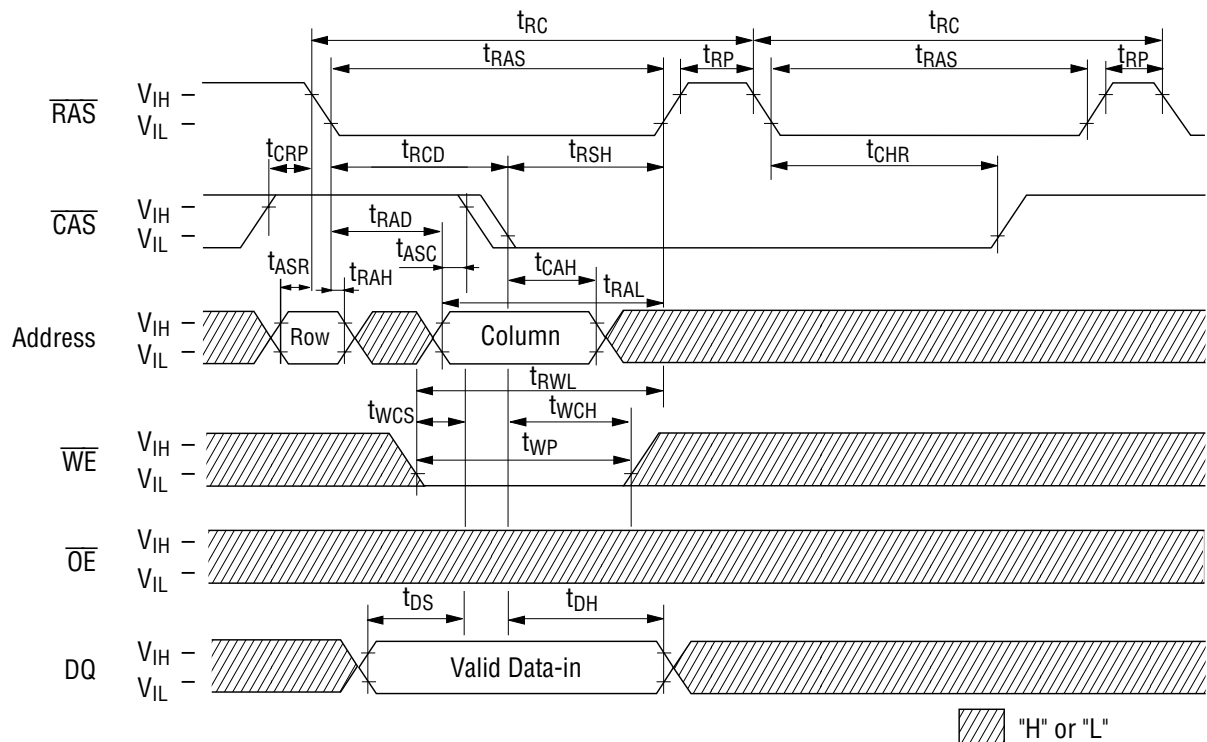 tRC tRC
tRAS tRP tRAS tRP
RAS VIH
VIL
tCRP tRCD tRSH tCHR
CAS VIH
VIL
tRAD
tASC tCAH
tASR tRAH tRAL
Address VIH
VIL
Row Column
tRWL
tWCS tWCH
tWP
WE VIH
VIL
OE VIH
VIL
tDS tDH
DQ VIH
VIL
Valid Data-in
"H" or "L"